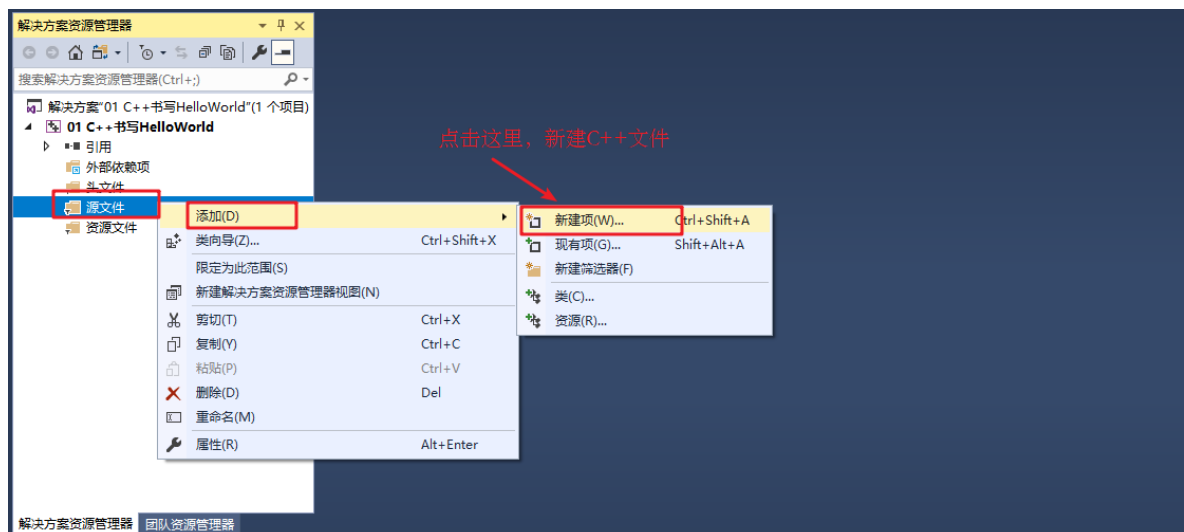 解决方案资源管理器
搜索解决方案资源管理器(Ctrl+;)
解决方案"01 C++书写HelloWorld"(1 个项目)
01 C++书写HelloWorld
引用
外部依赖项
头文件
源文件
资源文件
点击这里，新建C++文件
添加(D)
类向导(Z)... Ctrl+Shift+X
限定为此范围(S)
新建解决方案资源管理器视图(N)
剪切(T) Ctrl+X
复制(Y) Ctrl+C
粘贴(P) Ctrl+V
删除(D) Del
重命名(M)
属性(R) Alt+Enter
新建项(W)... Ctrl+Shift+A
现有项(G)... Shift+Alt+A
新建筛选器(F)
类(C)...
资源(R)...
解决方案资源管理器 团队资源管理器